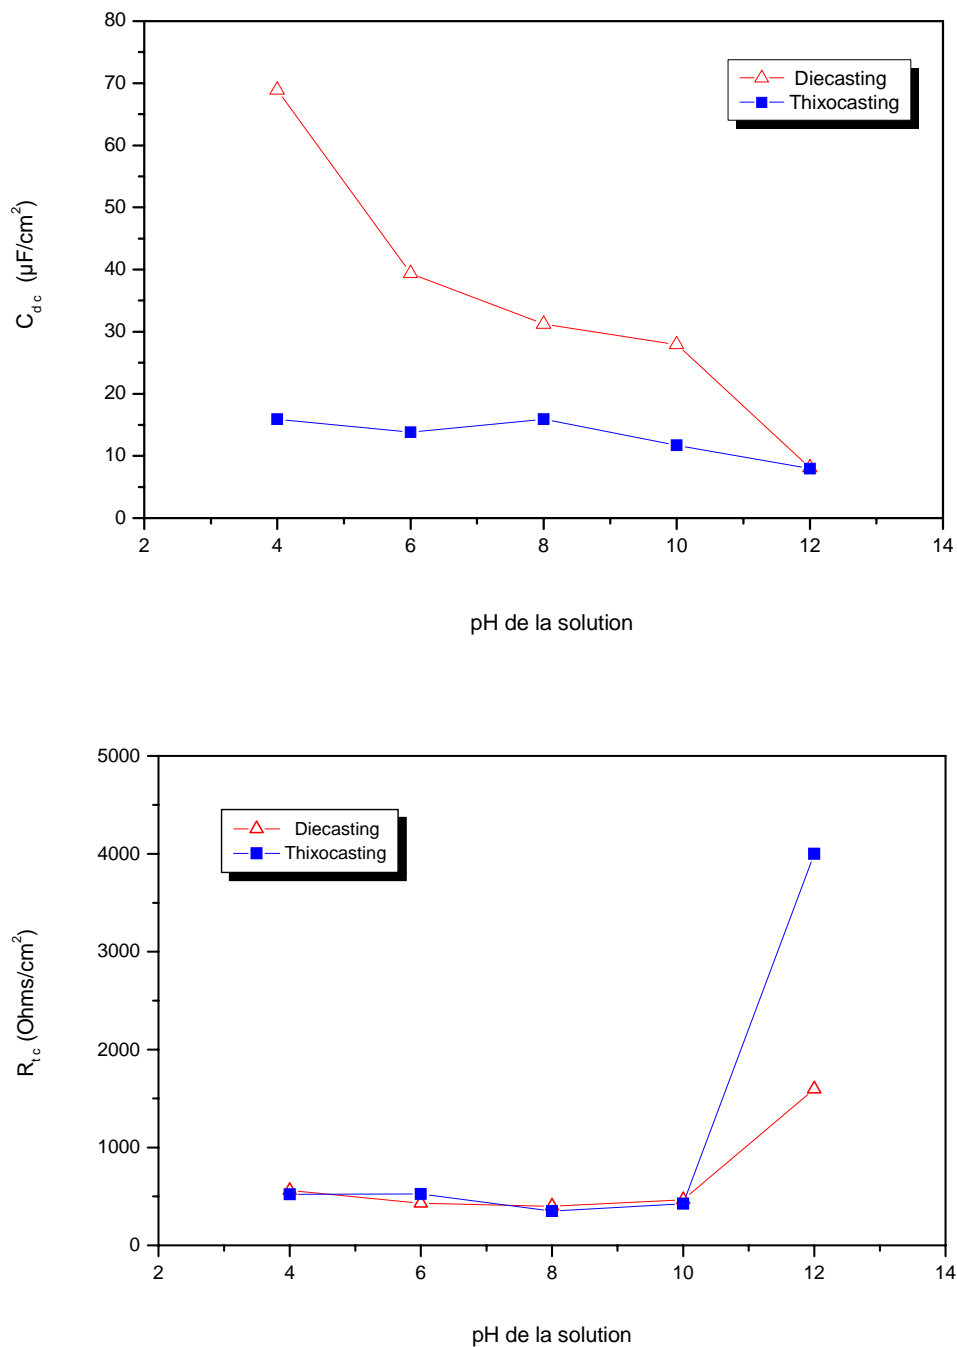 80
70
60
50
40
30
20
10
0
C_dc (µF/cm²)
Diecasting
Thixocasting
2 4 6 8 10 12 14
pH de la solution
5000
4000
3000
2000
1000
0
R_tc (Ohms/cm²)
Diecasting
Thixocasting
2 4 6 8 10 12 14
pH de la solution